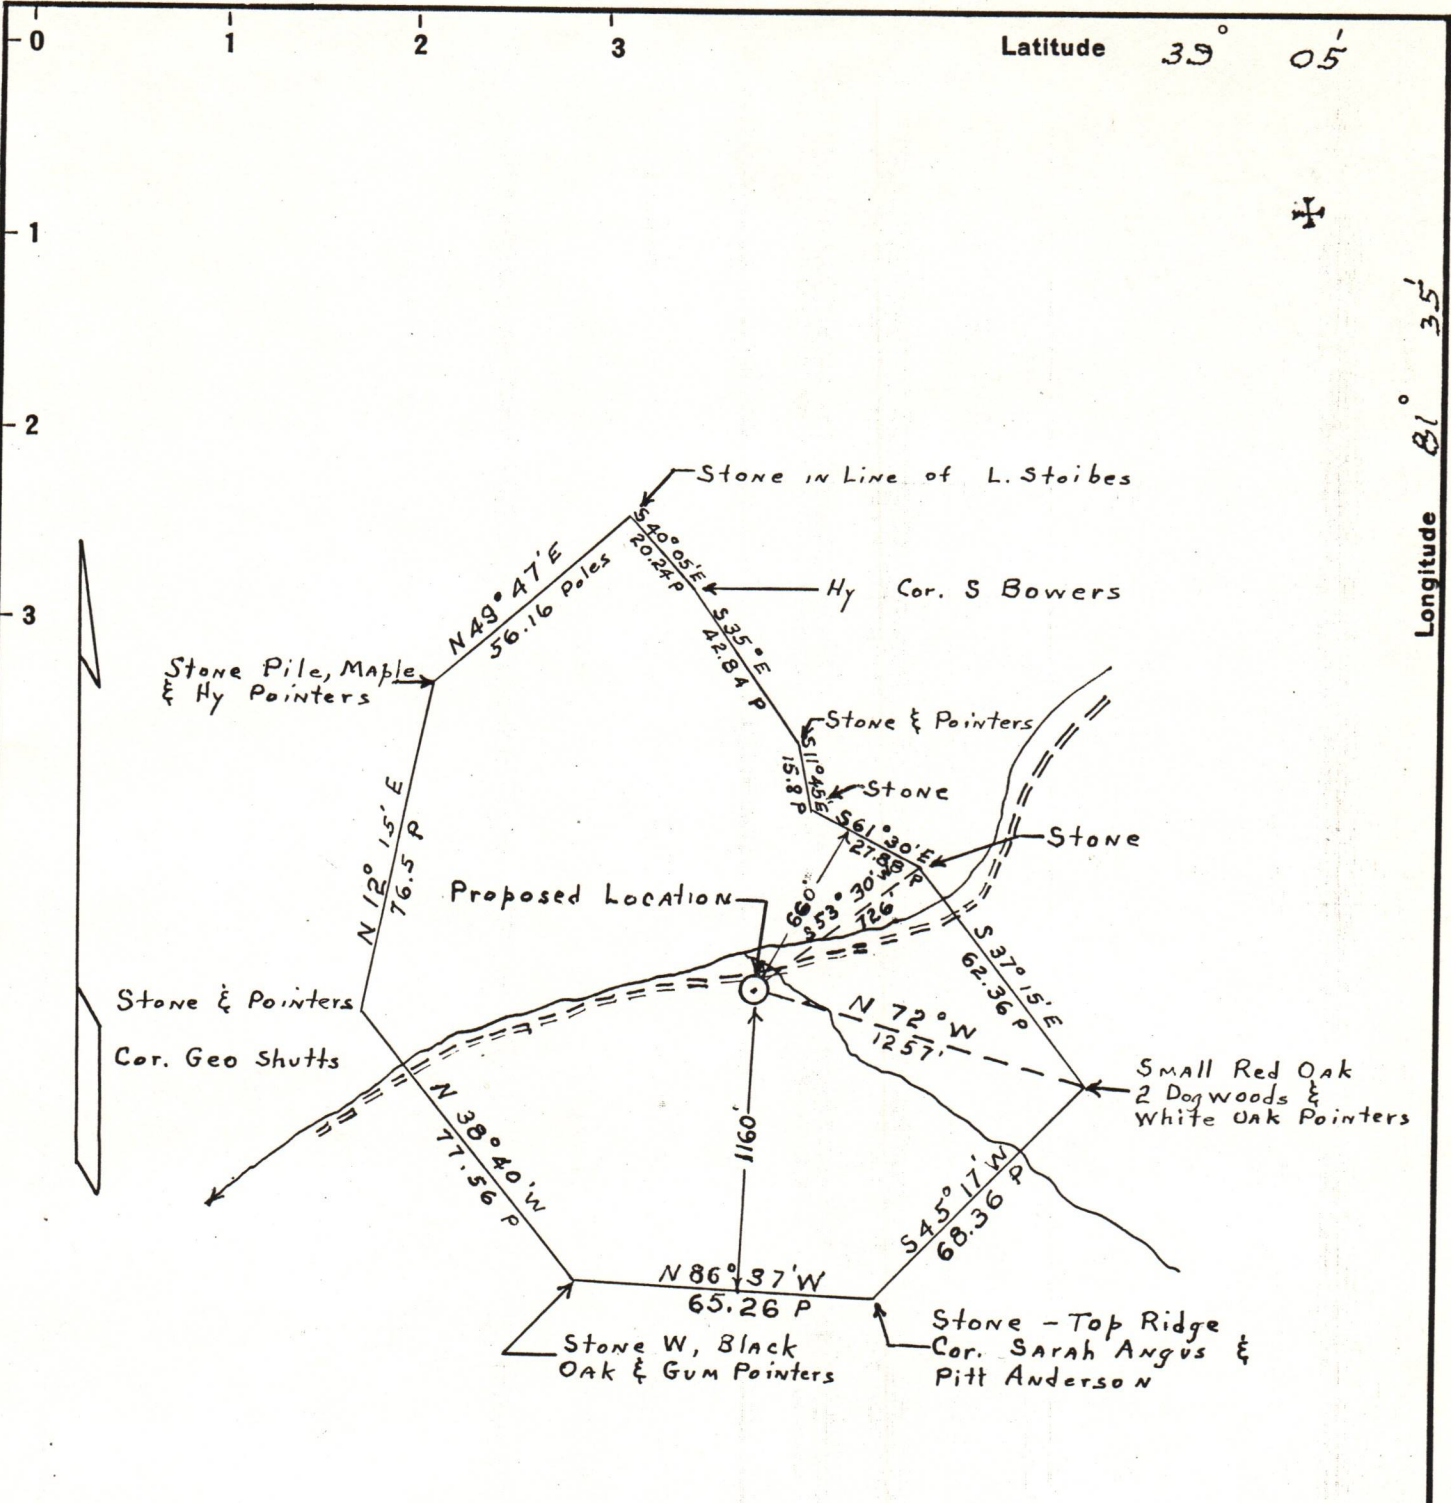 0 1 2 3 Latitude 39° 05'
1
2
3
Longitude 81° 35'
Stone in Line of L. Stoibes
S 40° 05' E
20.24 P
N 49° 47' E
56.16 Poles
Hy Cor. S Bowers
S 35° E
42.84 P
Stone Pile, Maple
& Hy Pointers
Stone & Pointers
S 11° 45' E
15.8 P
Stone
S 61° 30' E
27.88 P
Stone
N 12° 15' E
76.5 P
Proposed Location
660'
S 53° 30' W
726'
S 37° 15' E
62.36 P
Stone & Pointers
Cor. Geo Shutts
N 72° W
1257'
Small Red Oak
2 Dogwoods &
White Oak Pointers
N 38° 40' W
77.56 P
1160'
S 45° 17' W
68.36 P
N 86° 37' W
65.26 P
Stone W, Black
Oak & Gum Pointers
Stone - Top Ridge
Cor. Sarah Angus &
Pitt Anderson